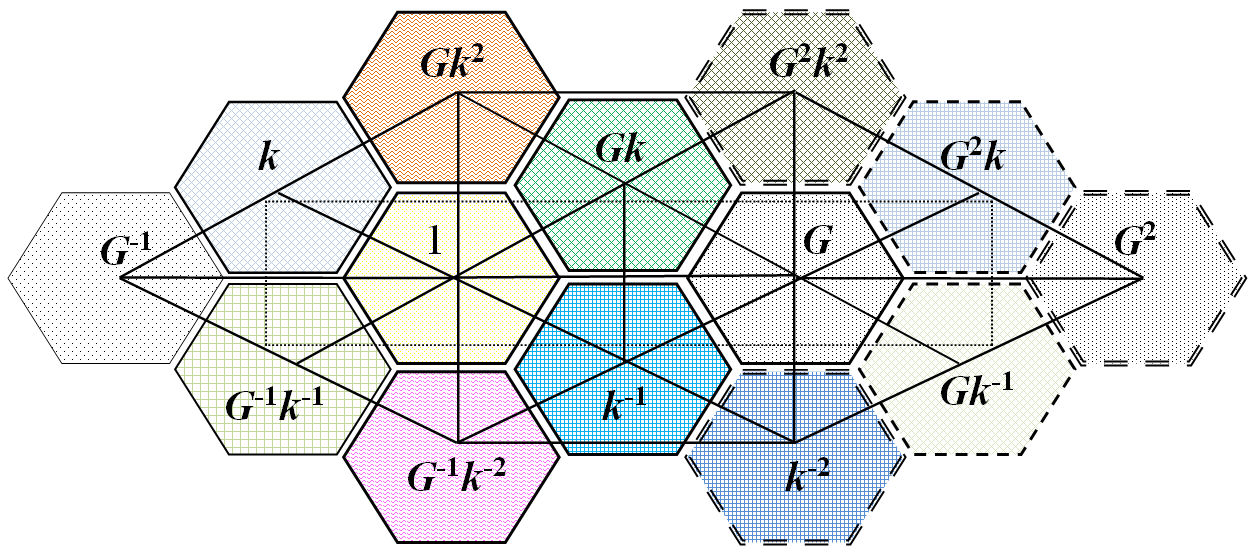 Gk² G²k²
k Gk G²k
G⁻¹ 1 G G²
G⁻¹k⁻¹ k⁻¹ Gk⁻¹
G⁻¹k⁻² k⁻²